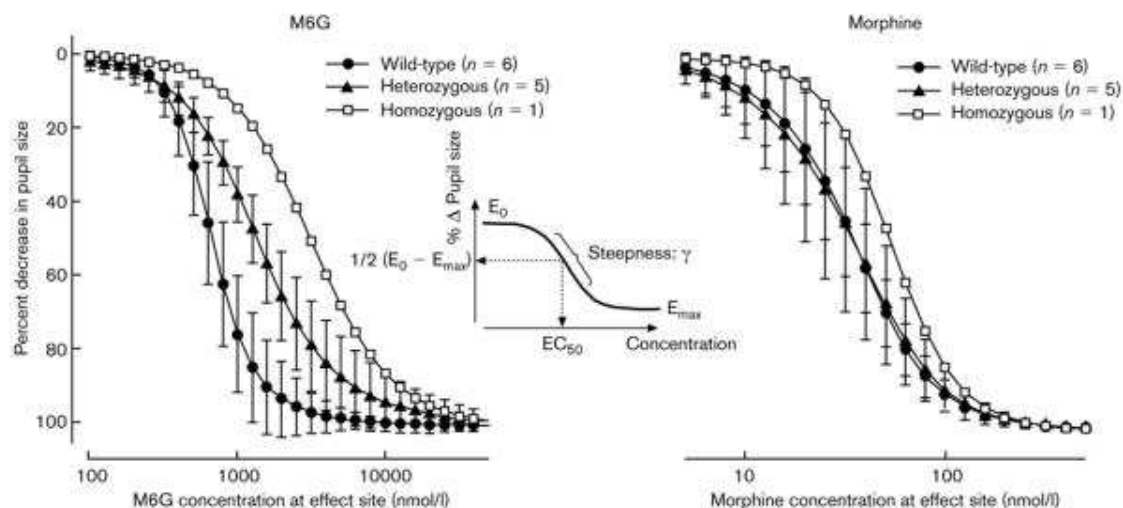 M6G
Morphine
0
20
40
60
80
100
Percent decrease in pupil size
Wild-type (n = 6)
Heterozygous (n = 5)
Homozygous (n = 1)
Wild-type (n = 6)
Heterozygous (n = 5)
Homozygous (n = 1)
% Δ Pupil size
E0
Steepness: γ
1/2 (E0 − Emax)
Emax
EC50
Concentration
100
1000
10000
10
100
M6G concentration at effect site (nmol/l)
Morphine concentration at effect site (nmol/l)